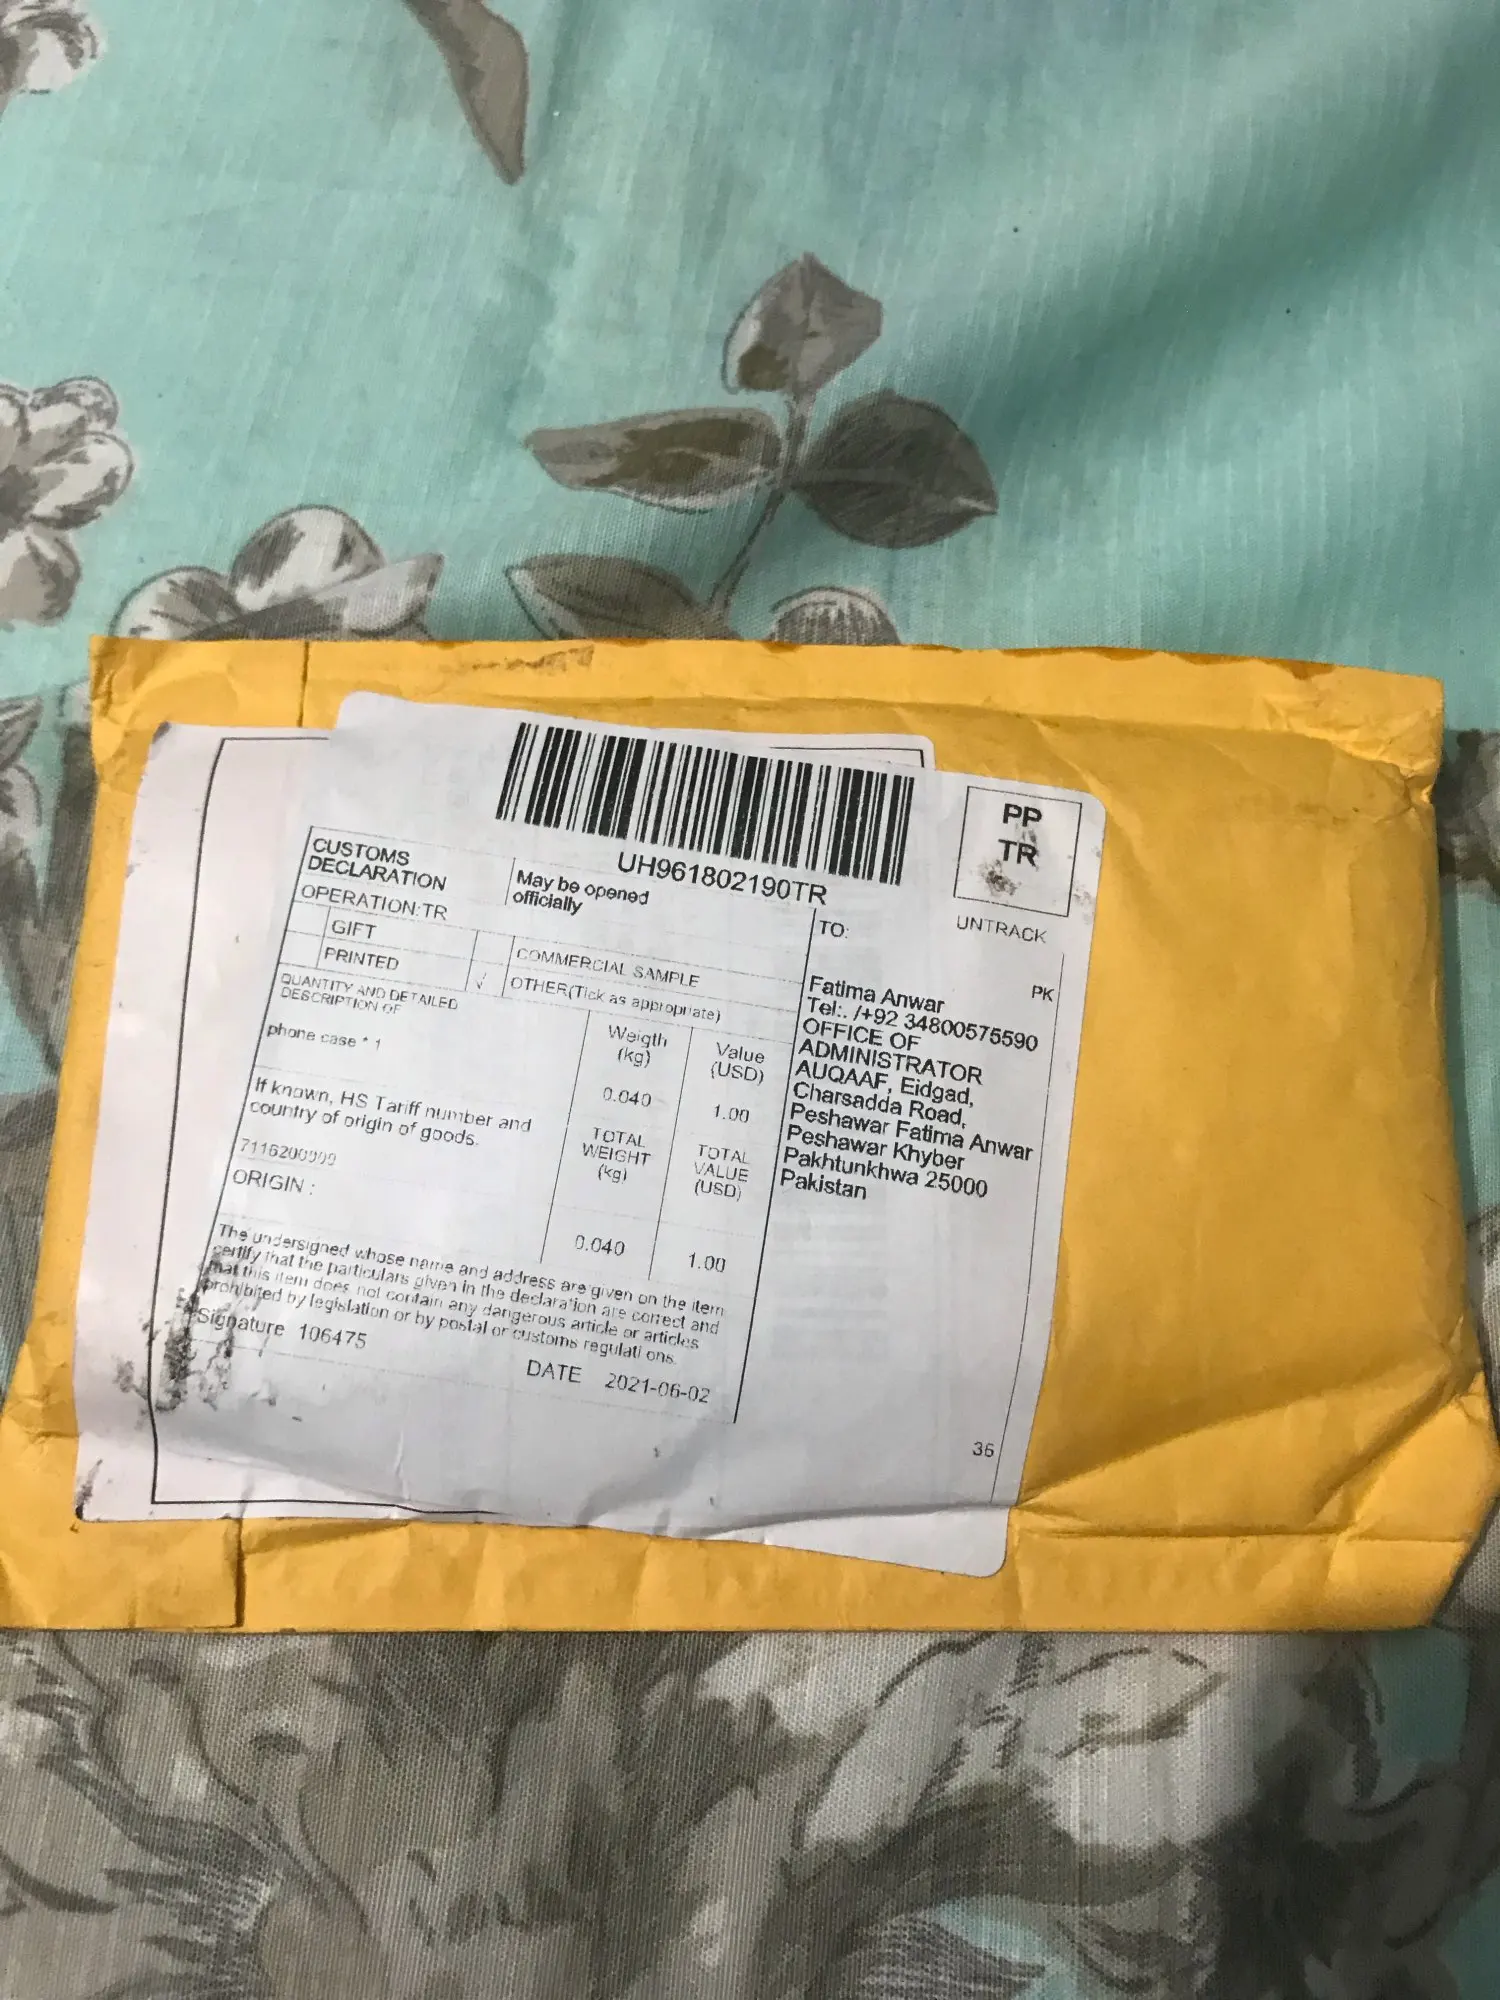 UH961802190TR
PP
TR
UNTRACK
CUSTOMS
DECLARATION
May be opened
officially
OPERATION:TR
GIFT
COMMERCIAL SAMPLE
PRINTED
✓ OTHER(Tick as appropriate)
QUANTITY AND DETAILED
DESCRIPTION OF
Weigth
(kg)
Value
(USD)
phone case * 1
0.040
1.00
If known, HS Tariff number and
country of origin of goods.
TOTAL
WEIGHT
(kg)
TOTAL
VALUE
(USD)
7116200000
ORIGIN :
0.040
1.00
The undersigned whose name and address are given on the item
certify that the particulars given in the declaration are correct and
that this item does not contain any dangerous article or articles
prohibited by legislation or by postal or customs regulati ons.
Signature 106475
DATE 2021-06-02
TO:
PK
Fatima Anwar
Tel:. /+92 34800575590
OFFICE OF
ADMINISTRATOR
AUQAAF, Eidgad,
Charsadda Road,
Peshawar Fatima Anwar
Peshawar Khyber
Pakhtunkhwa 25000
Pakistan
36